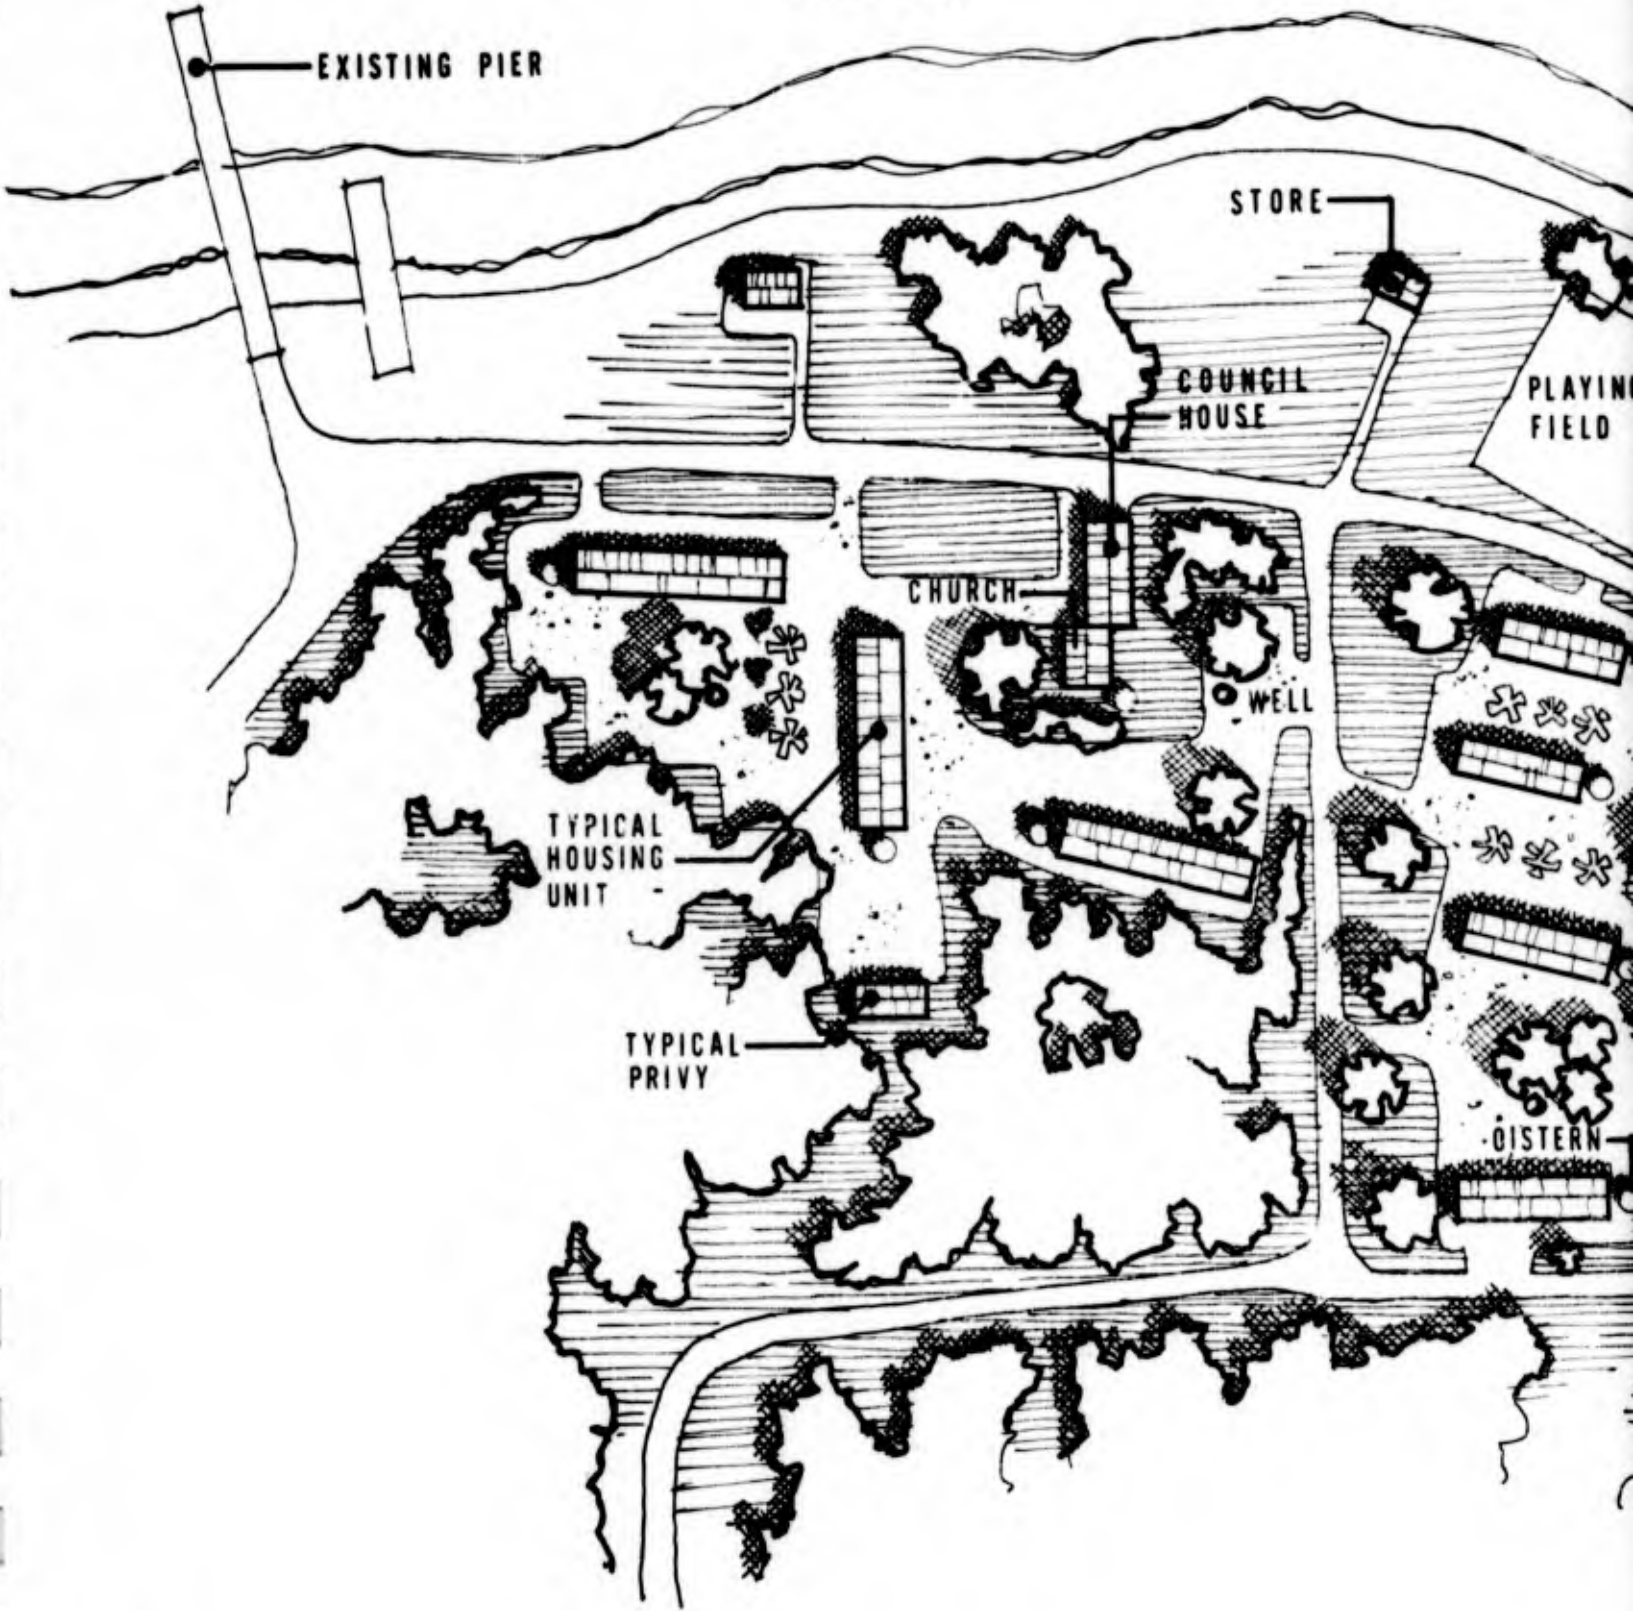 EXISTING PIER
STORE
COUNCIL
HOUSE
PLAYING
FIELD
CHURCH
WELL
TYPICAL
HOUSING
UNIT
TYPICAL
PRIVY
CISTERN